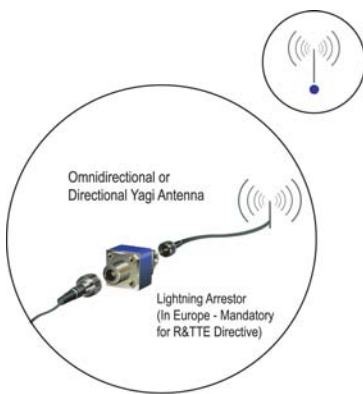 Omnidirectional or
Directional Yagi Antenna
Lightning Arrestor
(In Europe - Mandatory
for R&TTE Directive)